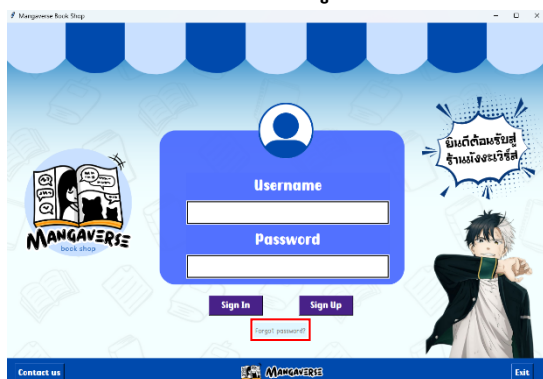 Mangaverse Book Shop
ยินดีต้อนรับสู่
ร้านมังงะเวิร์ส
Username
MANGAVERSE
book shop
Password
Sign In
Sign Up
Forgot password?
Contact us
MANGAVERSE
Exit